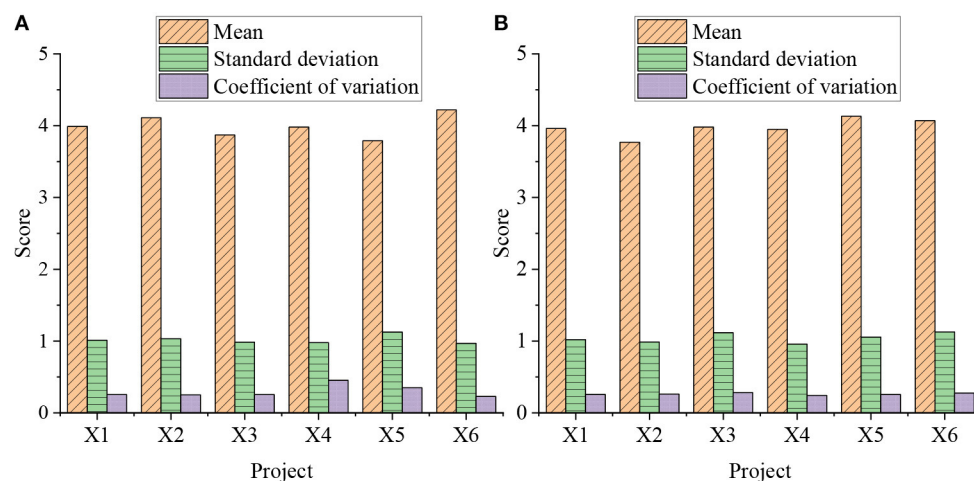 A
Mean
Standard deviation
Coefficient of variation
5
4
3
2
1
0
Score
X1 X2 X3 X4 X5 X6
Project
B
Mean
Standard deviation
Coefficient of variation
5
4
3
2
1
0
Score
X1 X2 X3 X4 X5 X6
Project